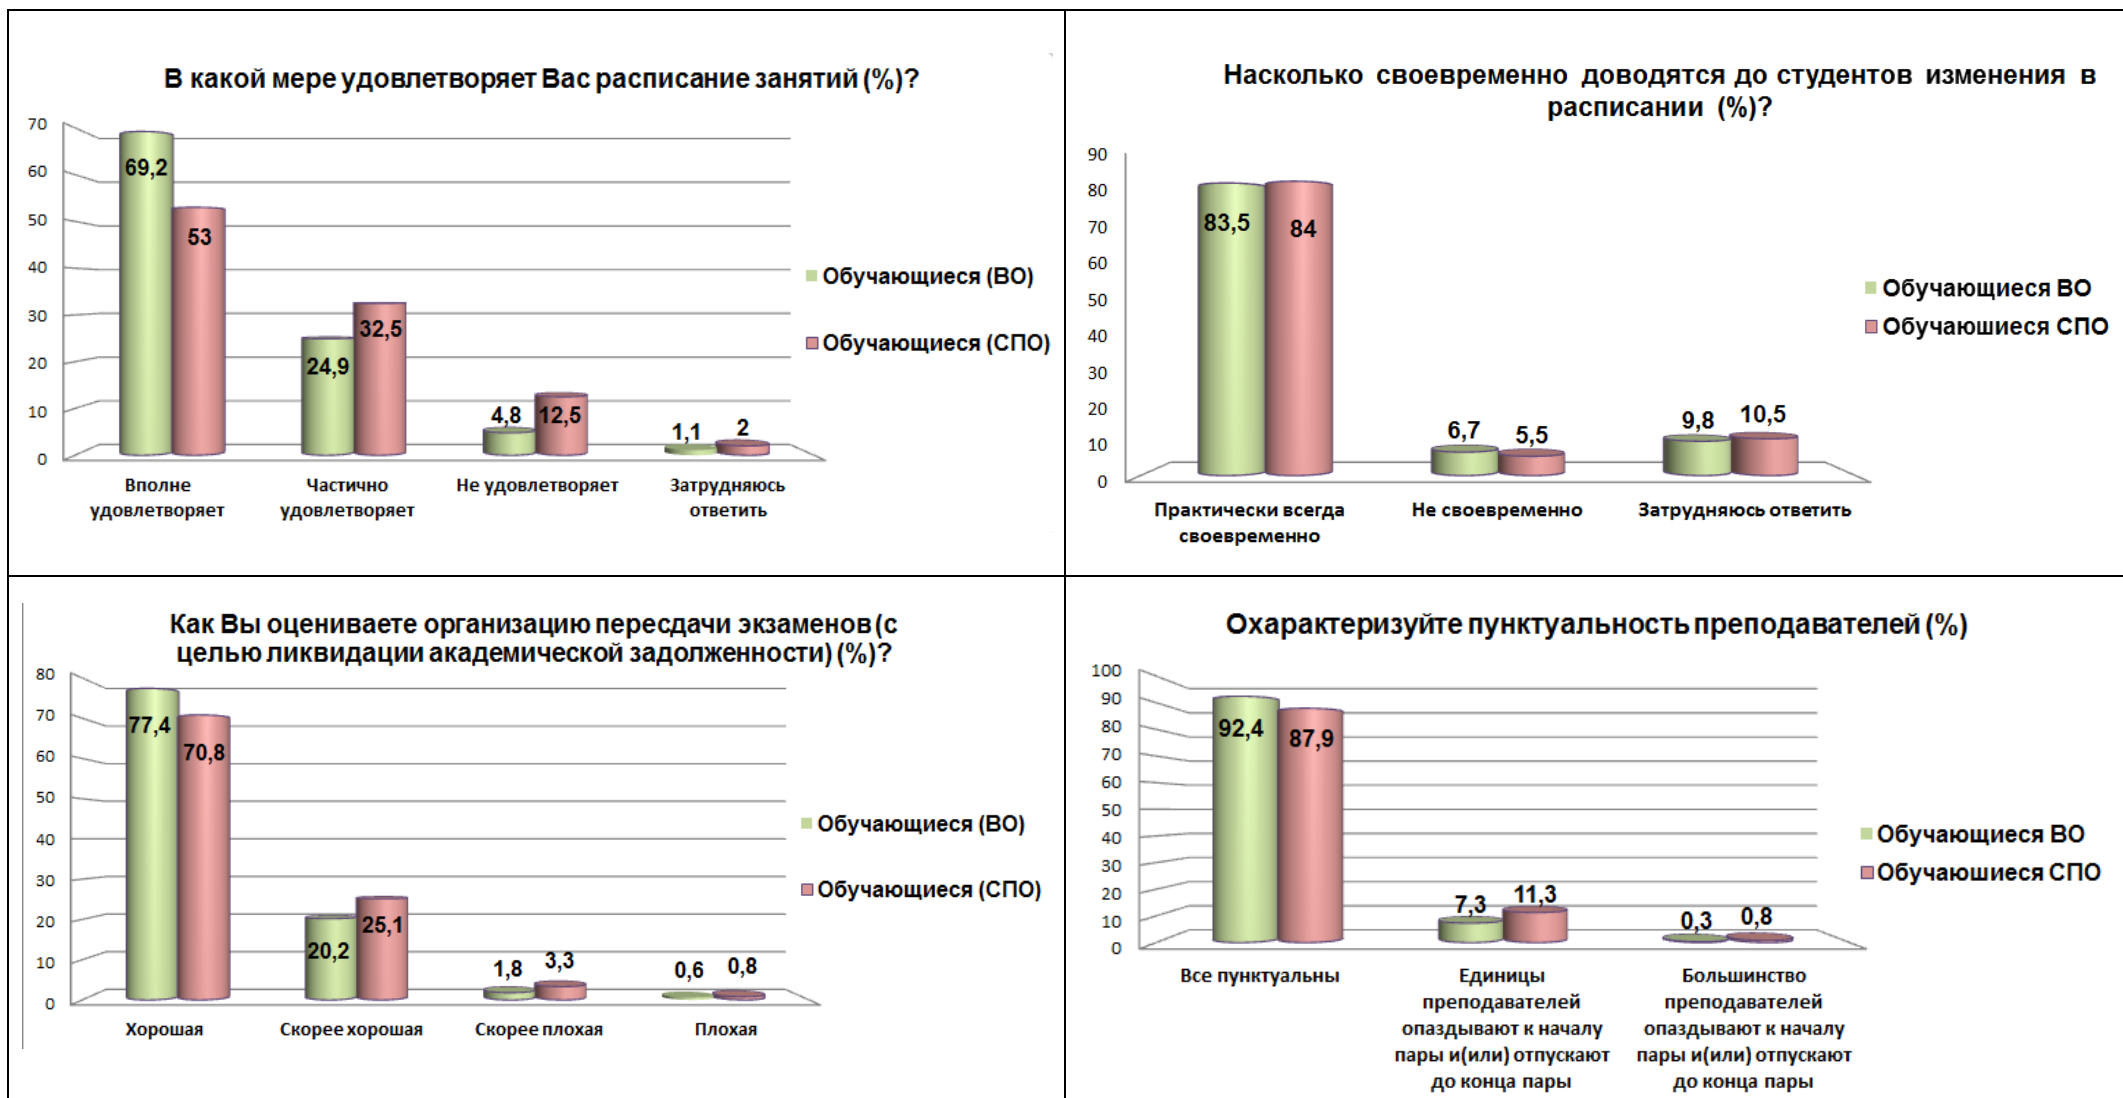 В какой мере удовлетворяет Вас расписание занятий (%)?
70
60
50
40
30
20
10
0
69,2
53
24,9
32,5
4,8
12,5
1,1
2
Вполне
удовлетворяет
Частично
удовлетворяет
Не удовлетворяет
Затрудняюсь
ответить
Обучающиеся (ВО)
Обучающиеся (СПО)
Насколько своевременно доводятся до студентов изменения в
расписании (%)?
90
80
70
60
50
40
30
20
10
0
83,5
84
6,7
5,5
9,8
10,5
Практически всегда
своевременно
Не своевременно
Затрудняюсь ответить
Обучающиеся ВО
Обучаюшиеся СПО
Как Вы оцениваете организацию пересдачи экзаменов (с
целью ликвидации академической задолженности) (%)?
80
70
60
50
40
30
20
10
0
77,4
70,8
20,2
25,1
1,8
3,3
0,6
0,8
Хорошая
Скорее хорошая
Скорее плохая
Плохая
Обучающиеся (ВО)
Обучающиеся (СПО)
Охарактеризуйте пунктуальность преподавателей (%)
100
90
80
70
60
50
40
30
20
10
0
92,4
87,9
7,3
11,3
0,3
0,8
Все пунктуальны
Единицы
преподавателей
опаздывают к началу
пары и(или) отпускают
до конца пары
Большинство
преподавателей
опаздывают к началу
пары и(или) отпускают
до конца пары
Обучающиеся ВО
Обучаюшиеся СПО